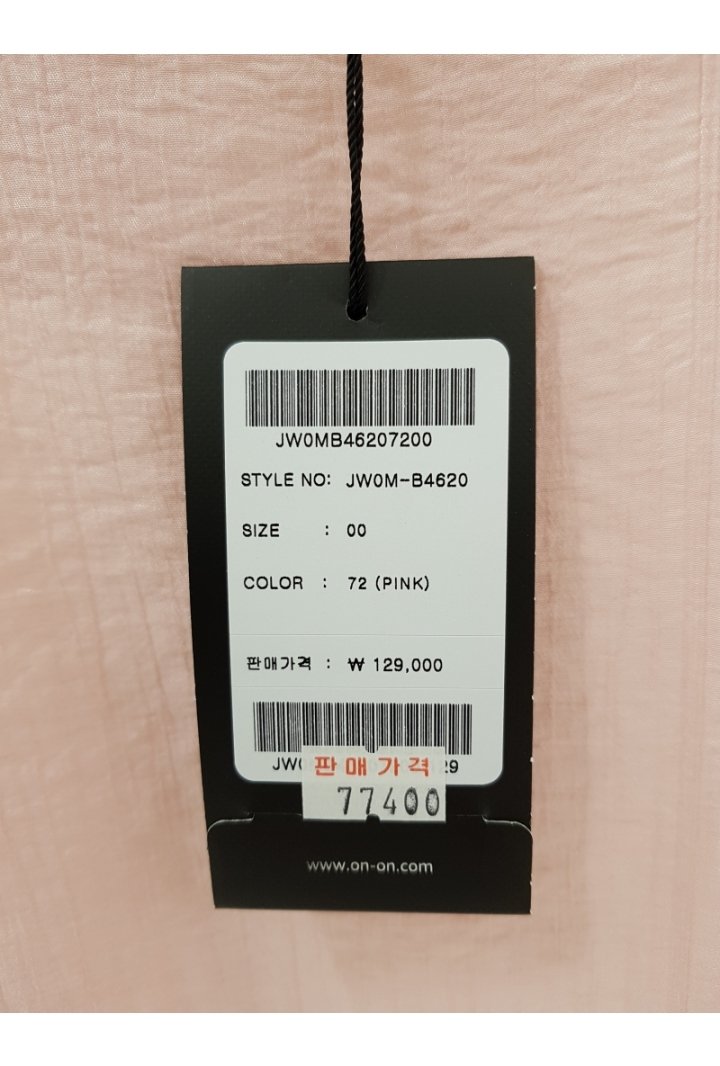 JW0MB46207200
STYLE NO: JW0M-B4620
SIZE : 00
COLOR : 72 (PINK)
판매가격 : ₩ 129,000
판매가격
77400
www.on-on.com